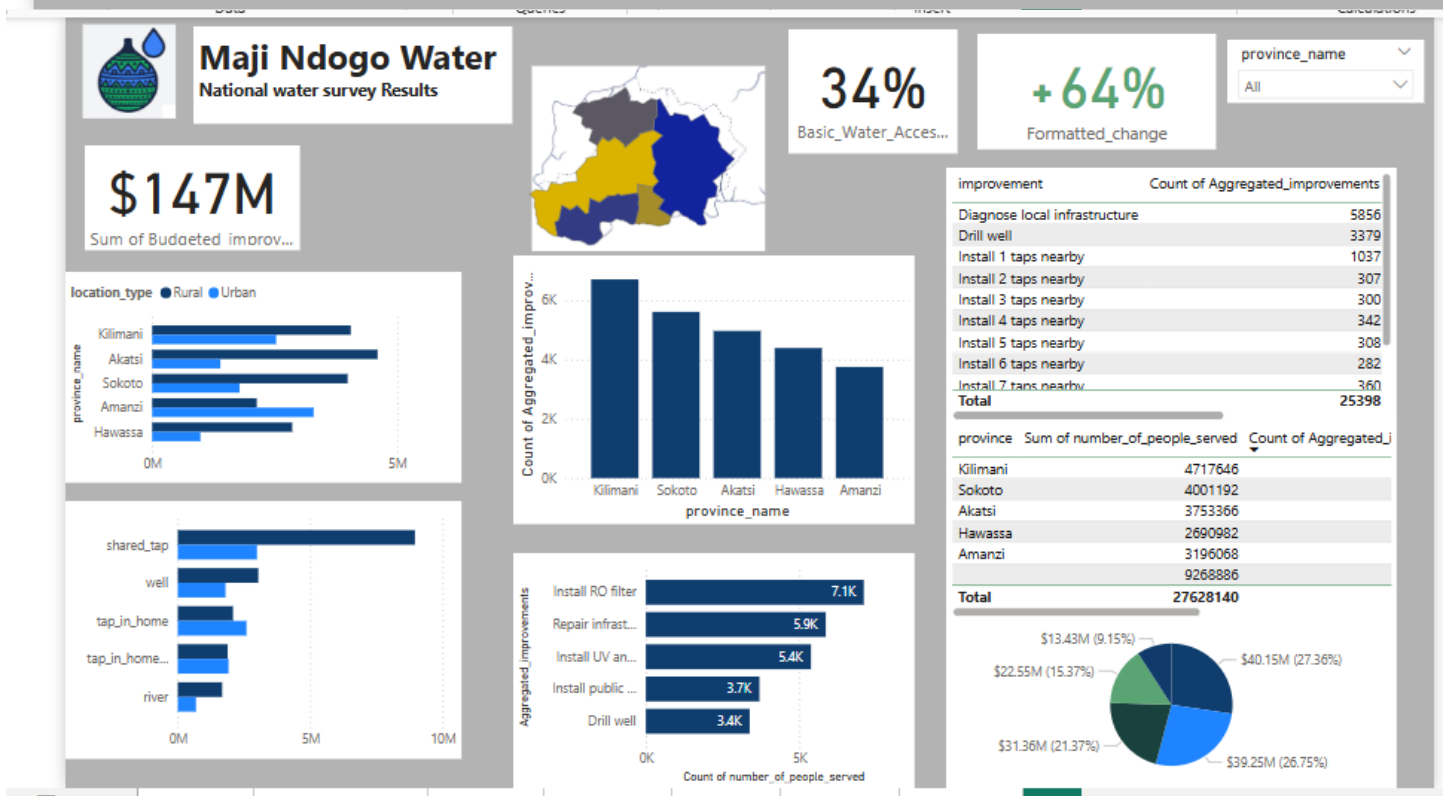 Data
Queries
Insert
Calculations
Maji Ndogo Water
National water survey Results
34%
Basic_Water_Acces...
+64%
Formatted_change
province_name
All
$147M
Sum of Budgeted_improv...
location_type Rural Urban
province_name
Kilimani
Akatsi
Sokoto
Amanzi
Hawassa
0M 5M
shared_tap
well
tap_in_home
tap_in_home...
river
0M 5M 10M
Count of Aggregated_improv...
6K
4K
2K
0K
Kilimani Sokoto Akatsi Hawassa Amanzi
province_name
Aggregated_improvements
Install RO filter 7.1K
Repair infrast... 5.9K
Install UV an... 5.4K
Install public ... 3.7K
Drill well 3.4K
0K 5K
Count of number_of_people_served
improvement Count of Aggregated_improvements
Diagnose local infrastructure 5856
Drill well 3379
Install 1 taps nearby 1037
Install 2 taps nearby 307
Install 3 taps nearby 300
Install 4 taps nearby 342
Install 5 taps nearby 308
Install 6 taps nearby 282
Install 7 taps nearby 360
Total 25398
province Sum of number_of_people_served Count of Aggregated_i
Kilimani 4717646
Sokoto 4001192
Akatsi 3753366
Hawassa 2690982
Amanzi 3196068
9268886
Total 27628140
$13.43M (9.15%)
$40.15M (27.36%)
$22.55M (15.37%)
$31.36M (21.37%)
$39.25M (26.75%)